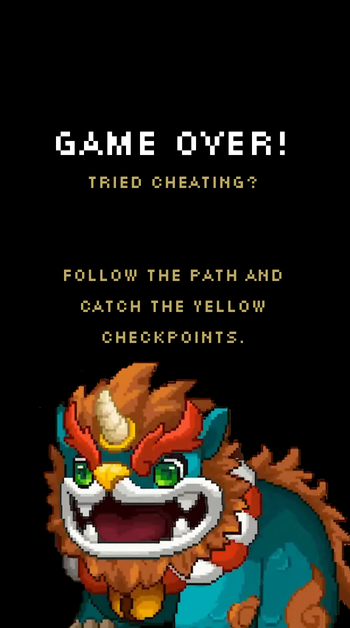 GAME OVER!
TRIED CHEATING?
FOLLOW THE PATH AND
CATCH THE YELLOW
CHECKPOINTS.